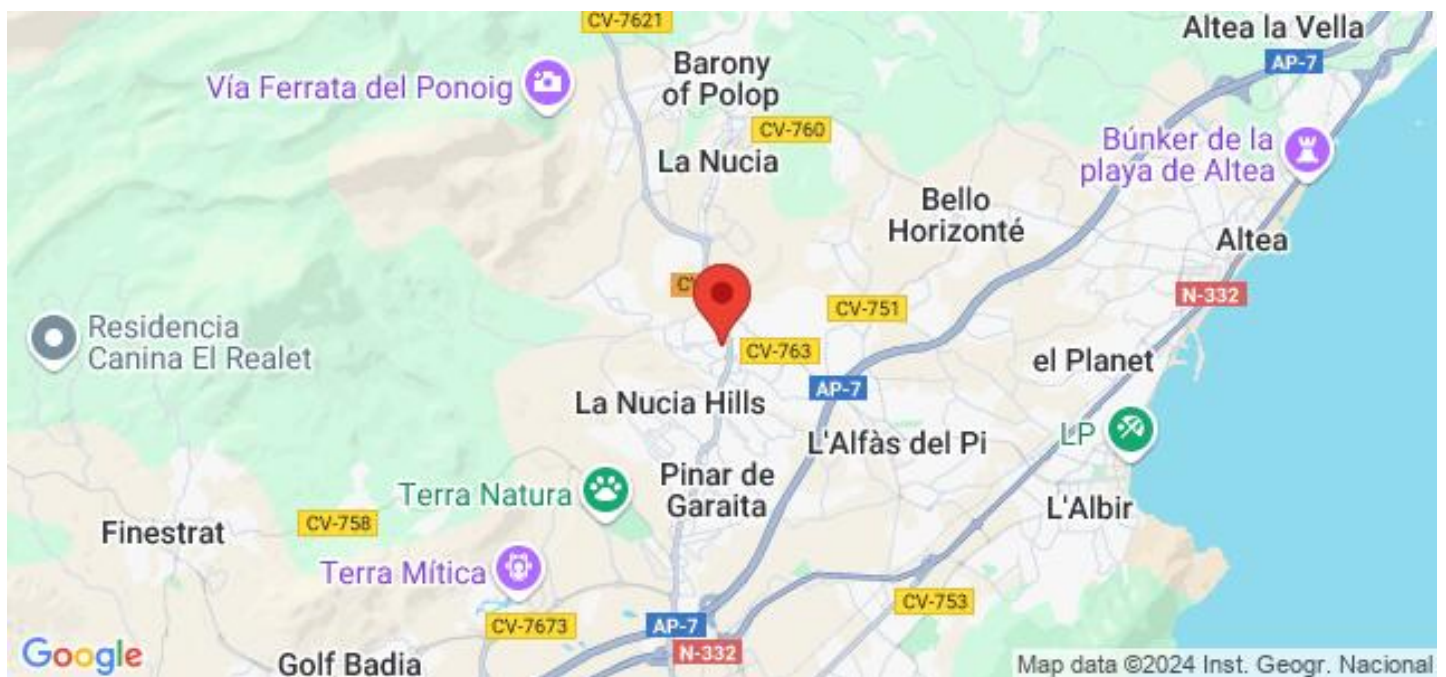 CV-7621
Altea la Vella
AP-7
Vía Ferrata del Ponoig
Barony
of Polop
CV-760
Búnker de la
playa de Altea
La Nucia
Bello
Horizonté
Altea
N-332
CV-751
Residencia
Canina El Realet
CV-763
el Planet
AP-7
La Nucia Hills
L'Alfàs del Pi
LP
Terra Natura
Pinar de
Garaita
L'Albir
Finestrat
CV-758
Terra Mítica
CV-753
CV-7673
AP-7
N-332
Google
Golf Badia
Map data ©2024 Inst. Geogr. Nacional